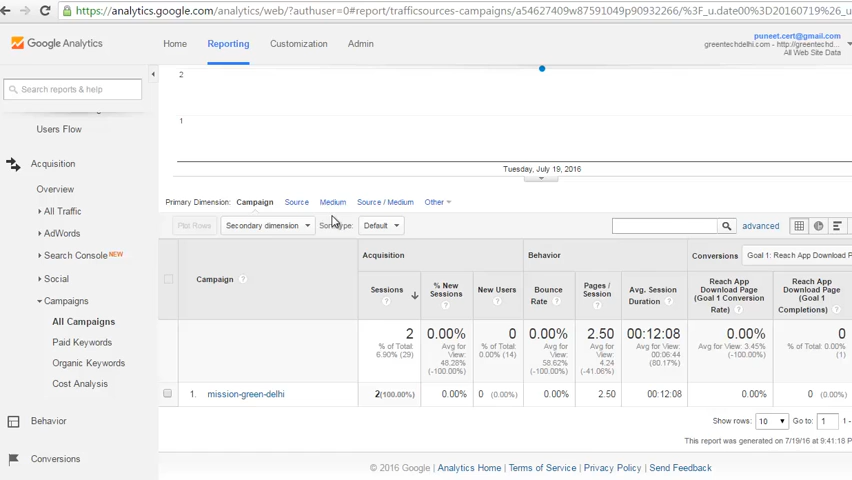 https://analytics.google.com/analytics/web/?authuser=0#report/trafficsources-campaigns/a54627409w87591049p90932266/%3F_u.date00%3D20160719%26_u
Google Analytics
Home Reporting Customization Admin
puneet.cert@gmail.com
greentechdelhi.com - http://greentechd...
All Web Site Data
Search reports & help
Users Flow
Acquisition
Overview
All Traffic
AdWords
Search Console NEW
Social
Campaigns
All Campaigns
Paid Keywords
Organic Keywords
Cost Analysis
Behavior
Conversions
2
1
Tuesday, July 19, 2016
Primary Dimension: Campaign Source Medium Source / Medium Other
Plot Rows Secondary dimension Sort Type: Default advanced
Acquisition Behavior Conversions Goal 1: Reach App Download P
Campaign ?
Sessions ?
% New Sessions ?
New Users ?
Bounce Rate ?
Pages / Session ?
Avg. Session Duration ?
Reach App Download Page (Goal 1 Conversion Rate) ?
Reach App Download Page (Goal 1 Completions) ?
2
% of Total: 6.90% (29)
0.00%
Avg for View: 48.28% (-100.00%)
0
% of Total: 0.00% (14)
0.00%
Avg for View: 58.62% (-100.00%)
2.50
Avg for View: 4.24 (-41.06%)
00:12:08
Avg for View: 00:06:44 (80.17%)
0.00%
Avg for View: 3.45% (-100.00%)
0
% of Total: 0.00% (1)
1. mission-green-delhi 2(100.00%) 0.00% 0 (0.00%) 0.00% 2.50 00:12:08 0.00% 0 (0.00%)
Show rows: 10 Go to: 1 1 -
This report was generated on 7/19/16 at 9:41:18 P
© 2016 Google | Analytics Home | Terms of Service | Privacy Policy | Send Feedback